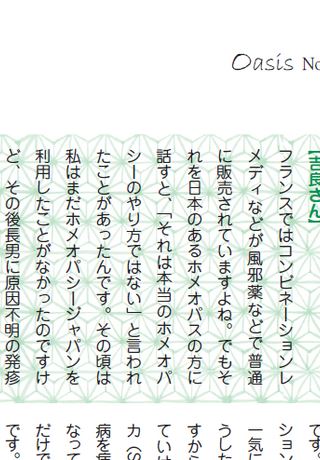 Oasis No
【吉良さん】
フランスではコンビネーションレ
メディなどが風邪薬などで普通
に販売されていますよね。でもそ
れを日本のあるホメオパスの方に
話すと、「それは本当のホメオパ
シーのやり方ではない」と言われ
たことがあったんです。その頃は
私はまだホメオパシージャパンを
利用したことがなかったのですけ
ど、その後長男に原因不明の発疹
です。
ション
一気に
うした
すから
ていけ
カ（S
病を病
なって
だけで
です。